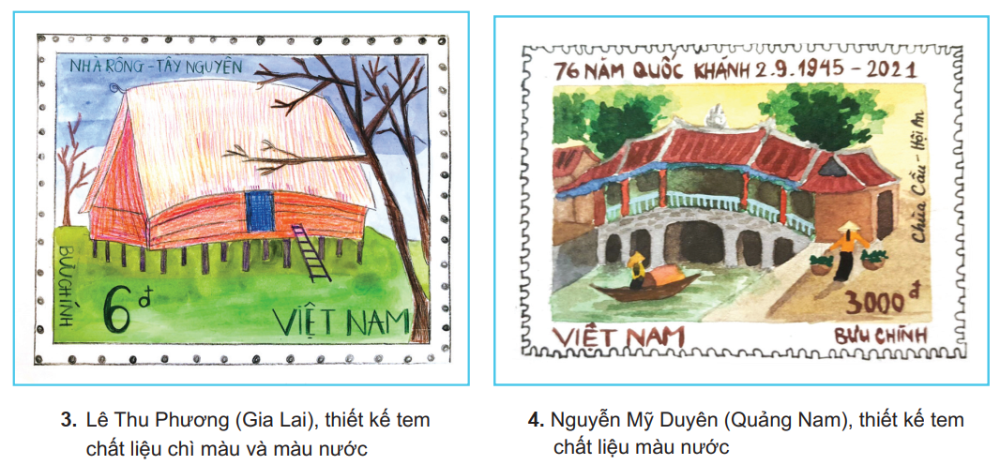 NHÀ RÔNG - TÂY NGUYÊN
BƯU CHÍNH
6đ
VIỆT NAM
3. Lê Thu Phương (Gia Lai), thiết kế tem
chất liệu chì màu và màu nước
76 NĂM QUỐC KHÁNH 2.9.1945 - 2021
Chùa Cầu - Hội An
3000đ
VIỆT NAM
BƯU CHÍNH
4. Nguyễn Mỹ Duyên (Quảng Nam), thiết kế tem
chất liệu màu nước